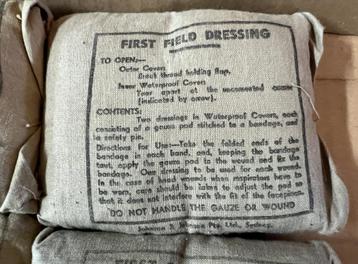 FIRST FIELD DRESSING
TO OPEN:—
Outer Cover:
Break thread holding flap.
Inner Waterproof Cover:
Tear apart at the uncemented corner
(indicated by arrow).
CONTENTS:
Two dressings in Waterproof Covers, each
consisting of a gauze pad stitched to a bandage, and
a safety pin.
Directions for Use:—Take the folded ends of the
bandage in each hand, and, keeping the bandage
taut, apply the gauze pad to the wound and fix the
bandage. One dressing to be used for each wound.
In the case of head wounds when respirators have to
be worn, care should be taken to adjust the pad so
that it does not interfere with the fit of the facepiece.
DO NOT HANDLE THE GAUZE OR WOUND
Johnson & Johnson Pty. Ltd., Sydney.
FIRST